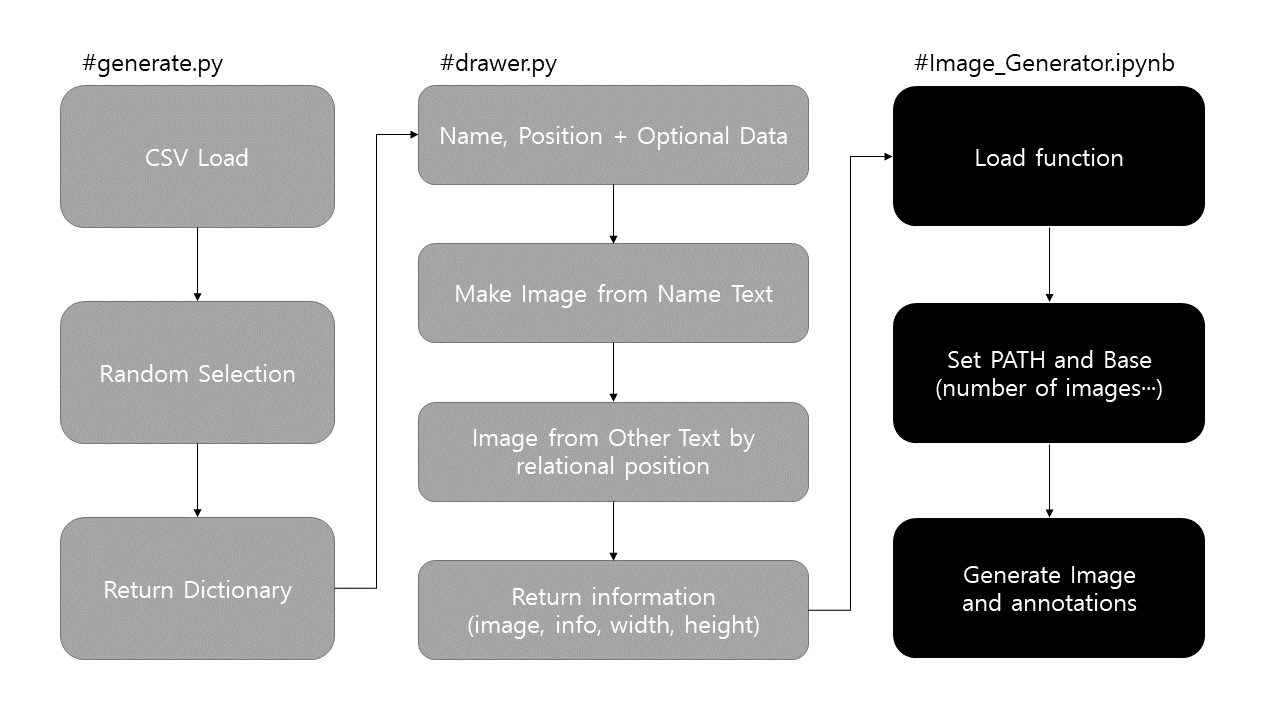 #generate.py
CSV Load
Random Selection
Return Dictionary
#drawer.py
Name, Position + Optional Data
Make Image from Name Text
Image from Other Text by
relational position
Return information
(image, info, width, height)
#Image_Generator.ipynb
Load function
Set PATH and Base
(number of images…)
Generate Image
and annotations